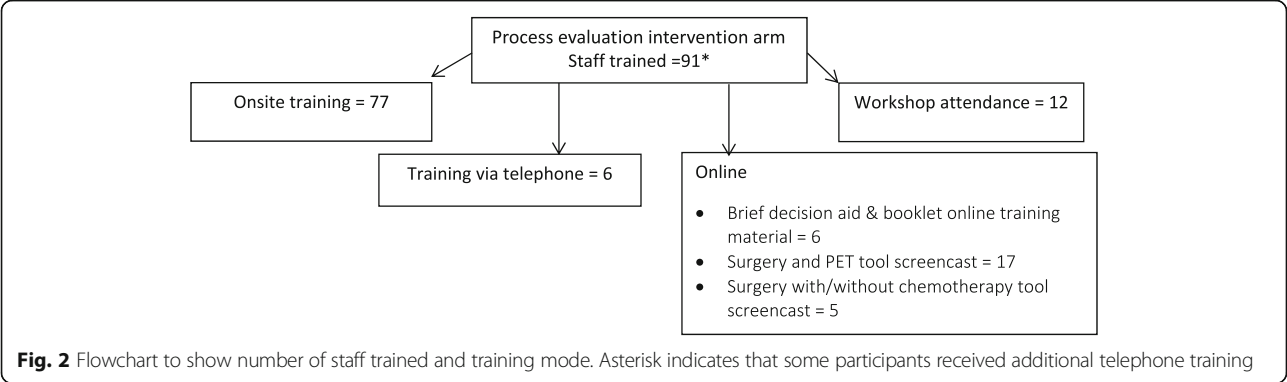 Process evaluation intervention arm
Staff trained =91*
Onsite training = 77
Workshop attendance = 12
Training via telephone = 6
Online
• Brief decision aid & booklet online training
material = 6
• Surgery and PET tool screencast = 17
• Surgery with/without chemotherapy tool
screencast = 5
Fig. 2 Flowchart to show number of staff trained and training mode. Asterisk indicates that some participants received additional telephone training